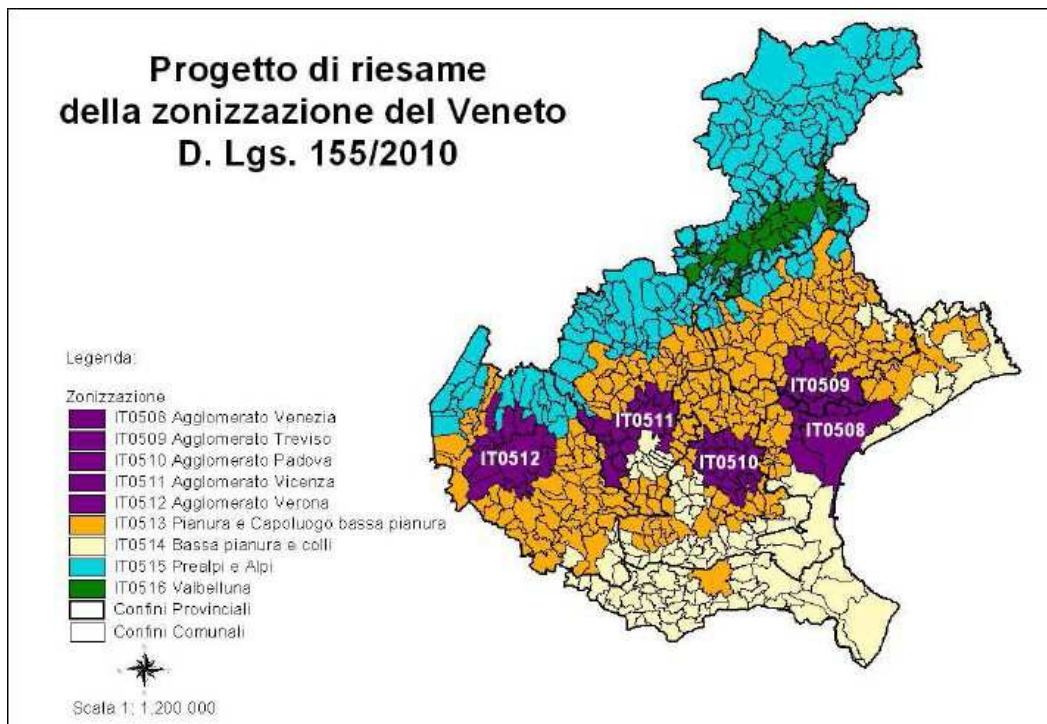 Progetto di riesame
della zonizzazione del Veneto
D. Lgs. 155/2010
IT0509
IT0508
IT0511
IT0510
IT0512
Legenda:
Zonizzazione
IT0508 Agglomerato Venezia
IT0509 Agglomerato Treviso
IT0510 Agglomerato Padova
IT0511 Agglomerato Vicenza
IT0512 Agglomerato Verona
IT0513 Pianura e Capoluogo bassa pianura
IT0514 Bassa pianura e colli
IT0515 Prealpi e Alpi
IT0516 Valbelluna
Confini Provinciali
Confini Comunali
Scala 1: 1.200.000